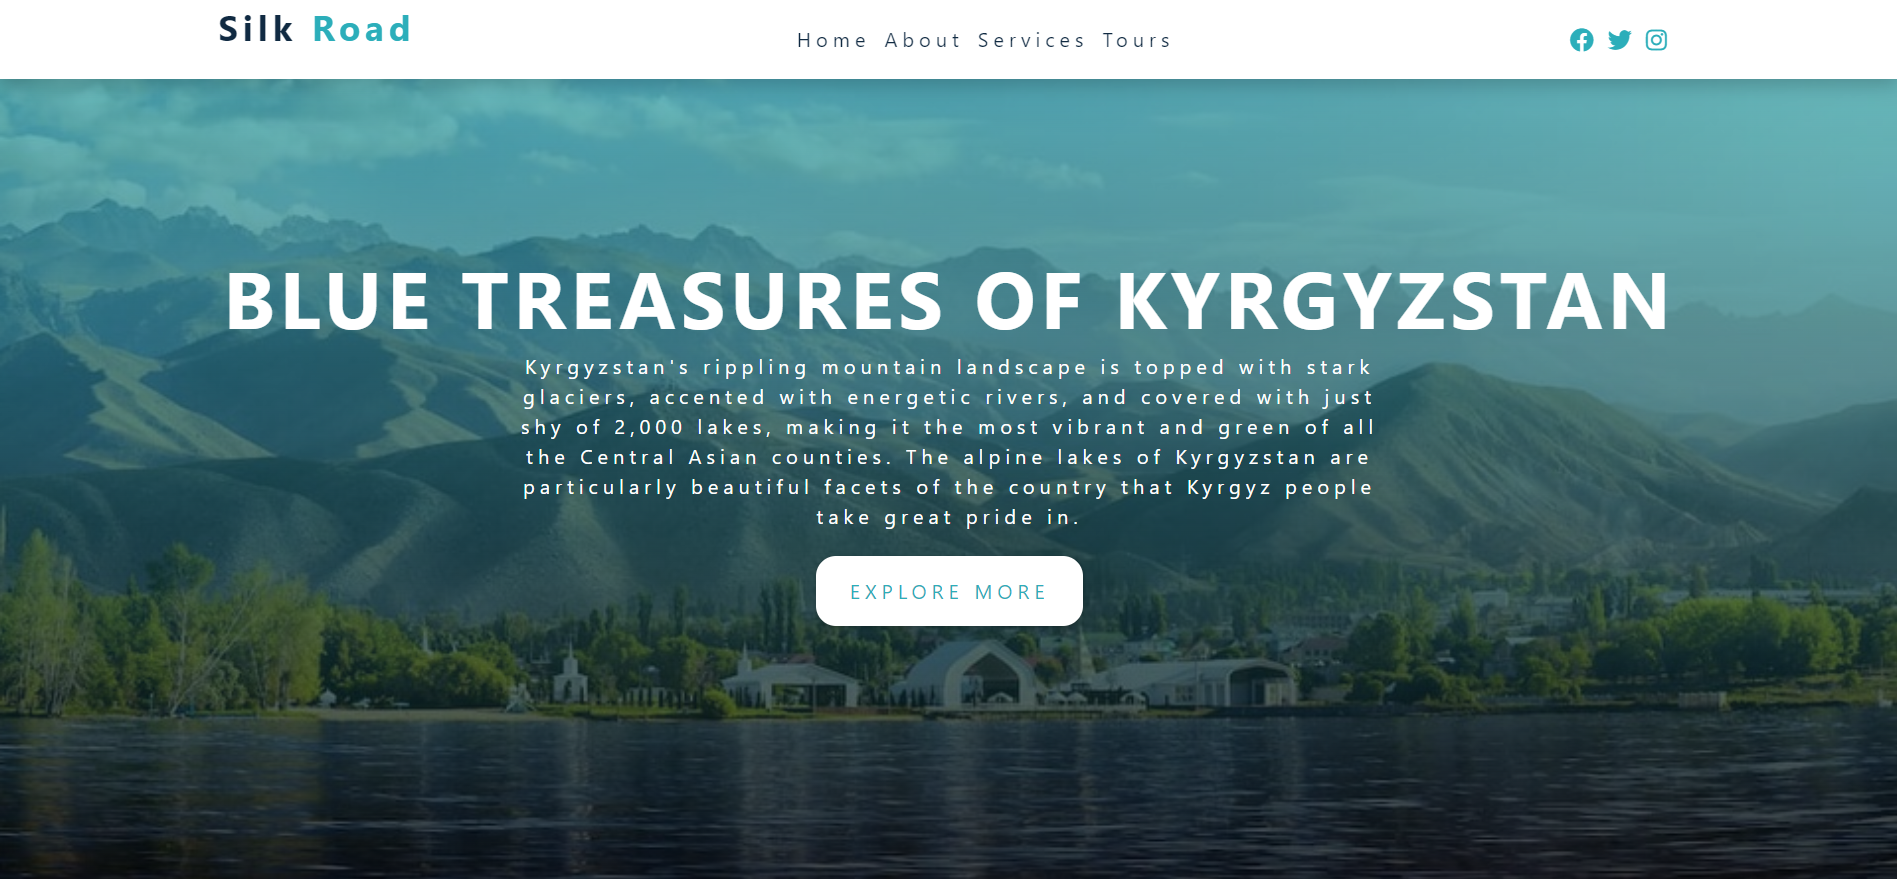 Silk Road
Home About Services Tours
BLUE TREASURES OF KYRGYZSTAN
Kyrgyzstan's rippling mountain landscape is topped with stark
glaciers, accented with energetic rivers, and covered with just
shy of 2,000 lakes, making it the most vibrant and green of all
the Central Asian counties. The alpine lakes of Kyrgyzstan are
particularly beautiful facets of the country that Kyrgyz people
take great pride in.
EXPLORE MORE